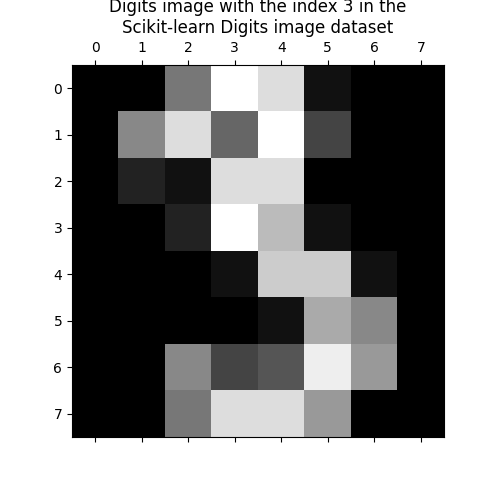 Digits image with the index 3 in the
Scikit-learn Digits image dataset
0 1 2 3 4 5 6 7
0
1
2
3
4
5
6
7